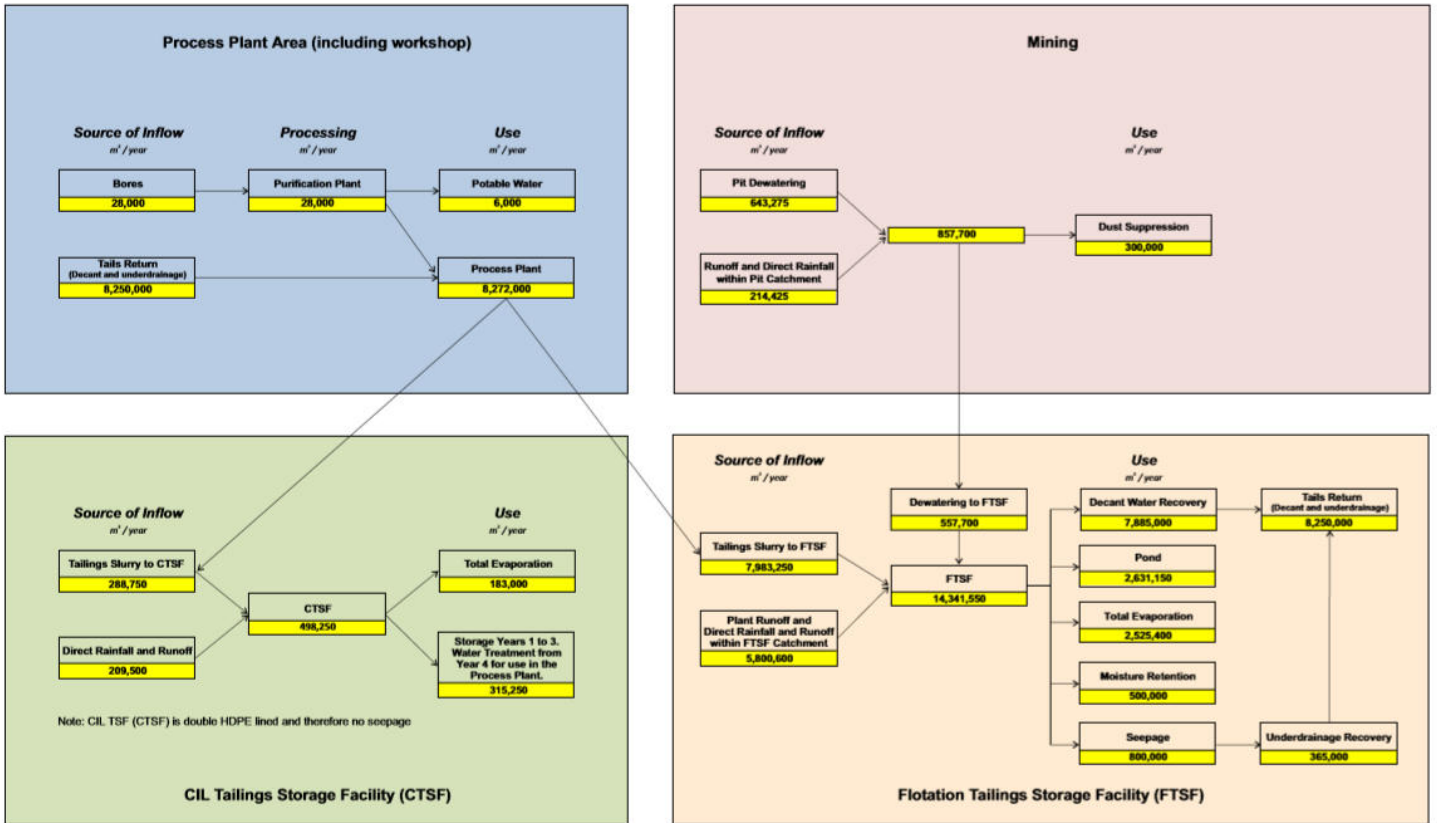 Process Plant Area (including workshop)
Source of Inflow
m³ / year
Processing
m³ / year
Use
m³ / year
Bores
28,000
Purification Plant
28,000
Potable Water
6,000
Tails Return
(Decant and underdrainage)
8,250,000
Process Plant
8,272,000
Mining
Source of Inflow
m³ / year
Use
m³ / year
Pit Dewatering
643,275
857,700
Dust Suppression
300,000
Runoff and Direct Rainfall
within Pit Catchment
214,425
Source of Inflow
m³ / year
Use
m³ / year
Tailings Slurry to CTSF
288,750
Total Evaporation
183,000
CTSF
498,250
Direct Rainfall and Runoff
209,500
Storage Years 1 to 3.
Water Treatment from
Year 4 for use in the
Process Plant.
315,250
Note: CIL TSF (CTSF) is double HDPE lined and therefore no seepage
CIL Tailings Storage Facility (CTSF)
Source of Inflow
m³ / year
Use
m³ / year
Dewatering to FTSF
557,700
Decant Water Recovery
7,885,000
Tails Return
(Decant and underdrainage)
8,250,000
Tailings Slurry to FTSF
7,983,250
Pond
2,631,150
FTSF
14,341,550
Plant Runoff and
Direct Rainfall and Runoff
within FTSF Catchment
5,800,600
Total Evaporation
2,525,400
Moisture Retention
500,000
Seepage
800,000
Underdrainage Recovery
365,000
Flotation Tailings Storage Facility (FTSF)